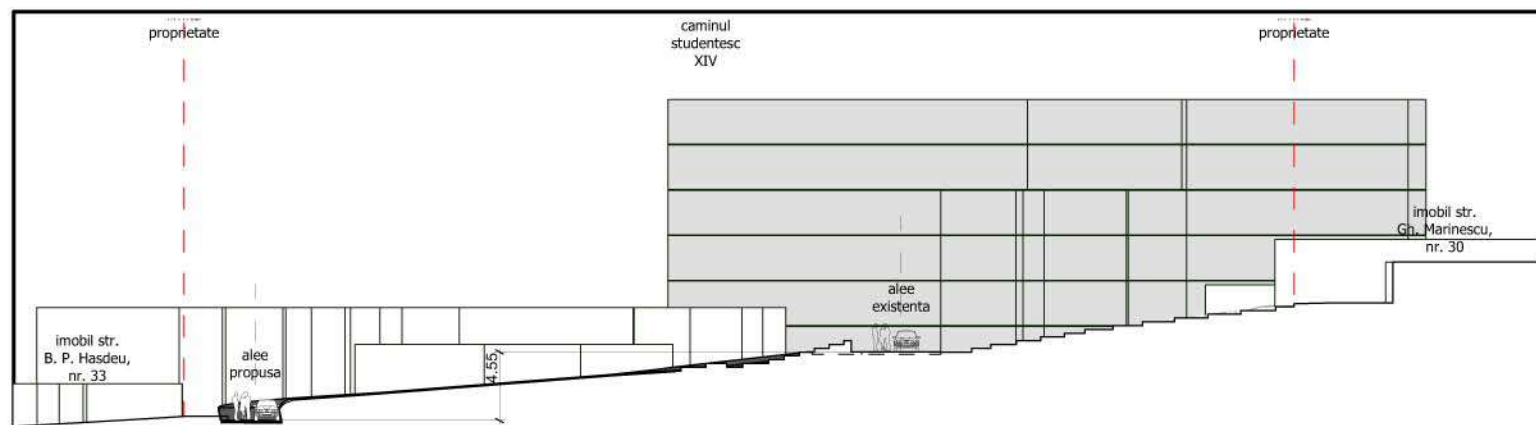 proprietate
caminul
studentesc
XIV
proprietate
imobil str.
Gh. Marinescu,
nr. 30
alee
existenta
imobil str.
B. P. Hasdeu,
nr. 33
alee
propusa
4.55